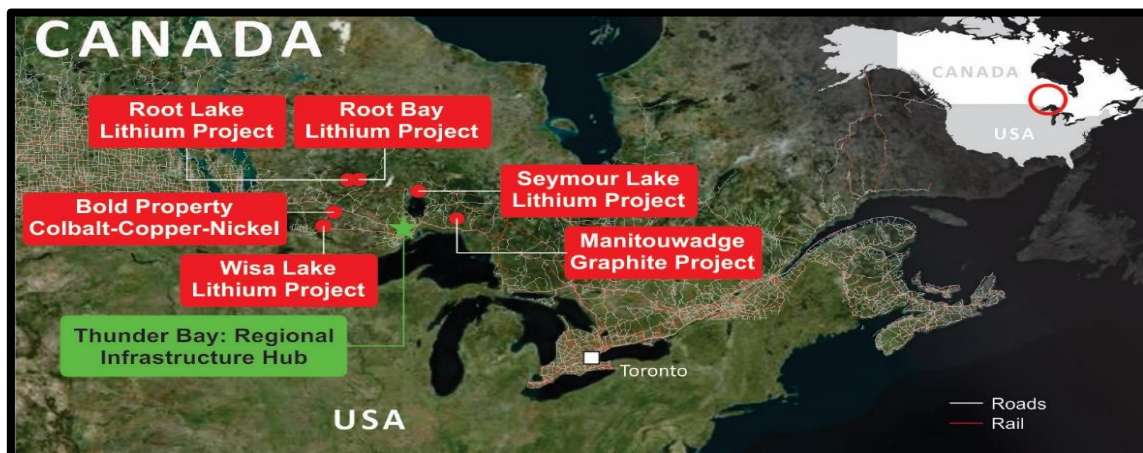 CANADA
CANADA
USA
Root Lake
Lithium Project
Root Bay
Lithium Project
Seymour Lake
Lithium Project
Bold Property
Colbalt-Copper-Nickel
Manitouwadge
Graphite Project
Wisa Lake
Lithium Project
Thunder Bay: Regional
Infrastructure Hub
Toronto
USA
Roads
Rail